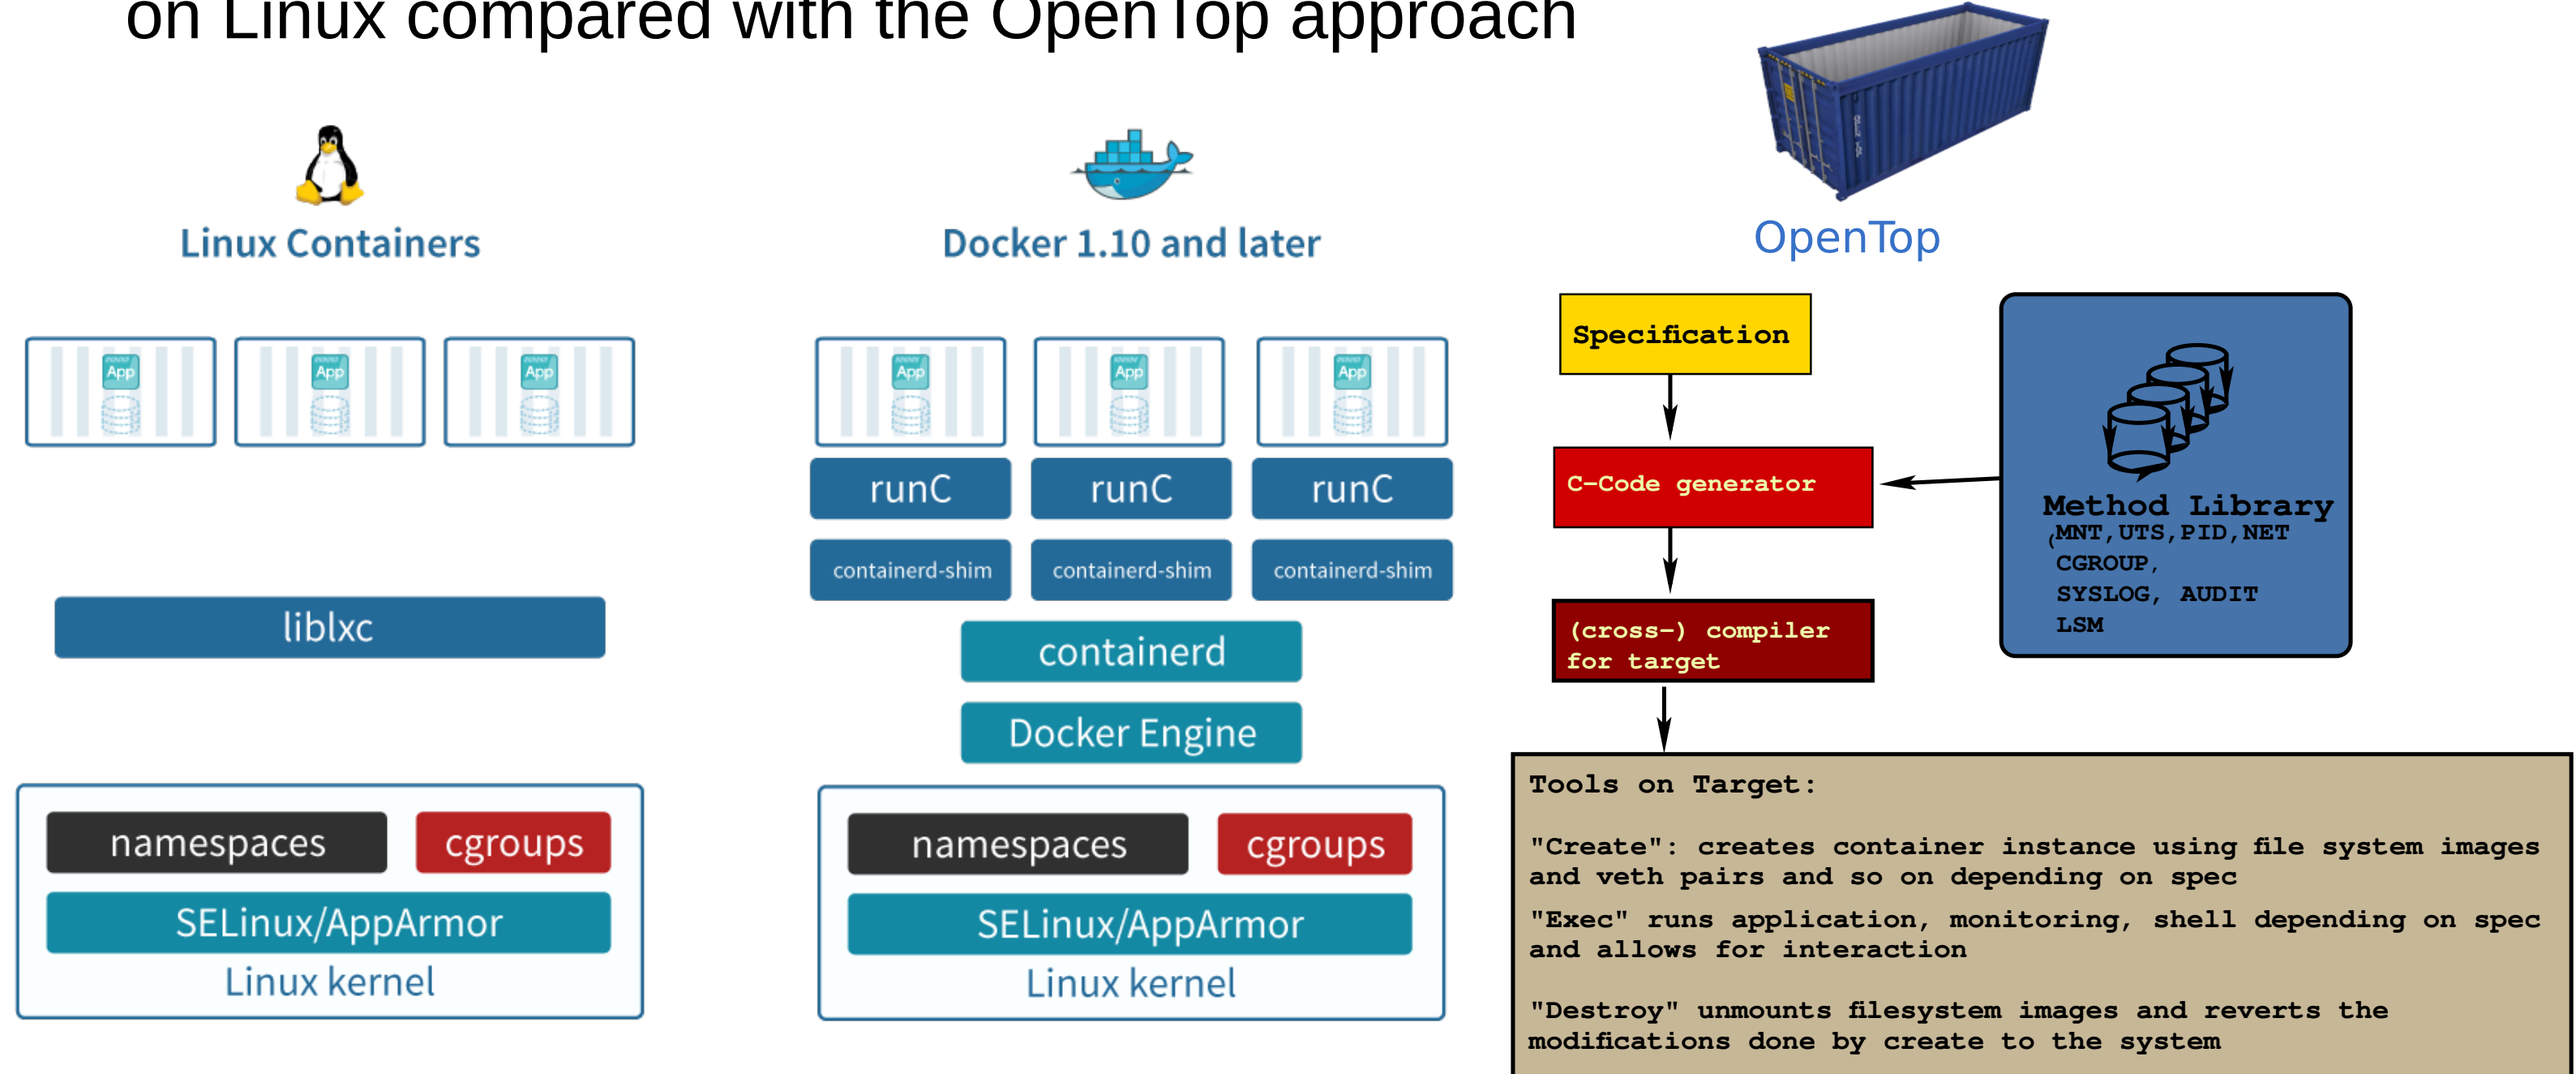 on Linux compared with the OpenTop approach
Linux Containers
App
App
App
liblxc
namespaces
cgroups
SELinux/AppArmor
Linux kernel
Docker 1.10 and later
App
App
App
runC
runC
runC
containerd-shim
containerd-shim
containerd-shim
containerd
Docker Engine
namespaces
cgroups
SELinux/AppArmor
Linux kernel
OpenTop
Specification
C-Code generator
(cross-) compiler
for target
Method Library
(MNT,UTS,PID,NET
CGROUP,
SYSLOG, AUDIT
LSM
Tools on Target:
"Create": creates container instance using file system images
and veth pairs and so on depending on spec
"Exec" runs application, monitoring, shell depending on spec
and allows for interaction
"Destroy" unmounts filesystem images and reverts the
modifications done by create to the system